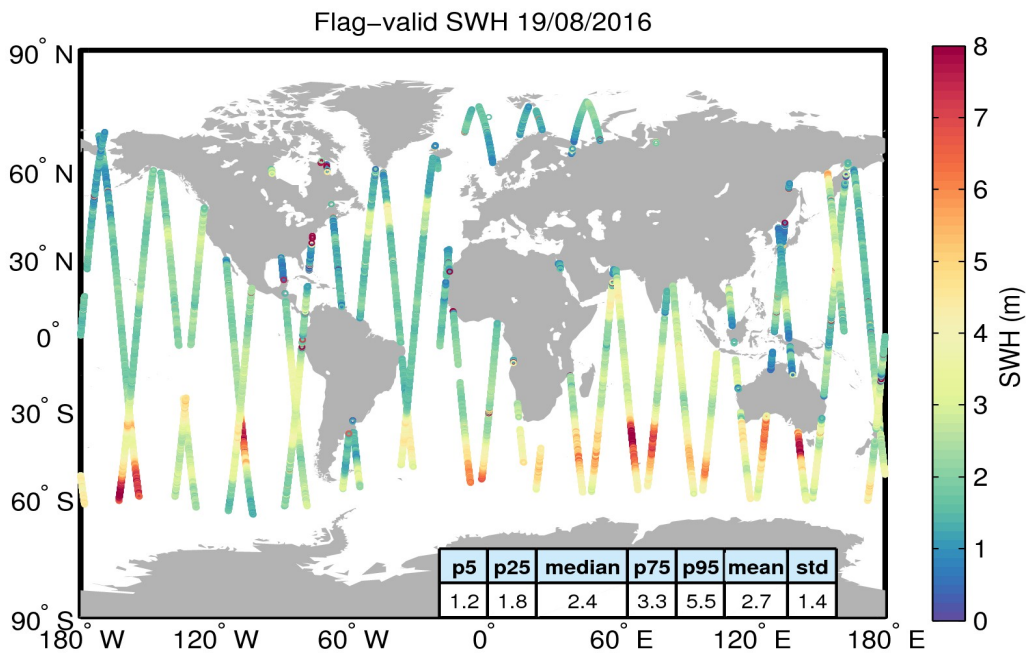 Flag−valid SWH 19/08/2016
90° N
60° N
30° N
0°
30° S
60° S
90° S
180° W
120° W
60° W
0°
60° E
120° E
180° E
p5 p25 median p75 p95 mean std
1.2 1.8 2.4 3.3 5.5 2.7 1.4
8
7
6
5
4
3
2
1
0
SWH (m)